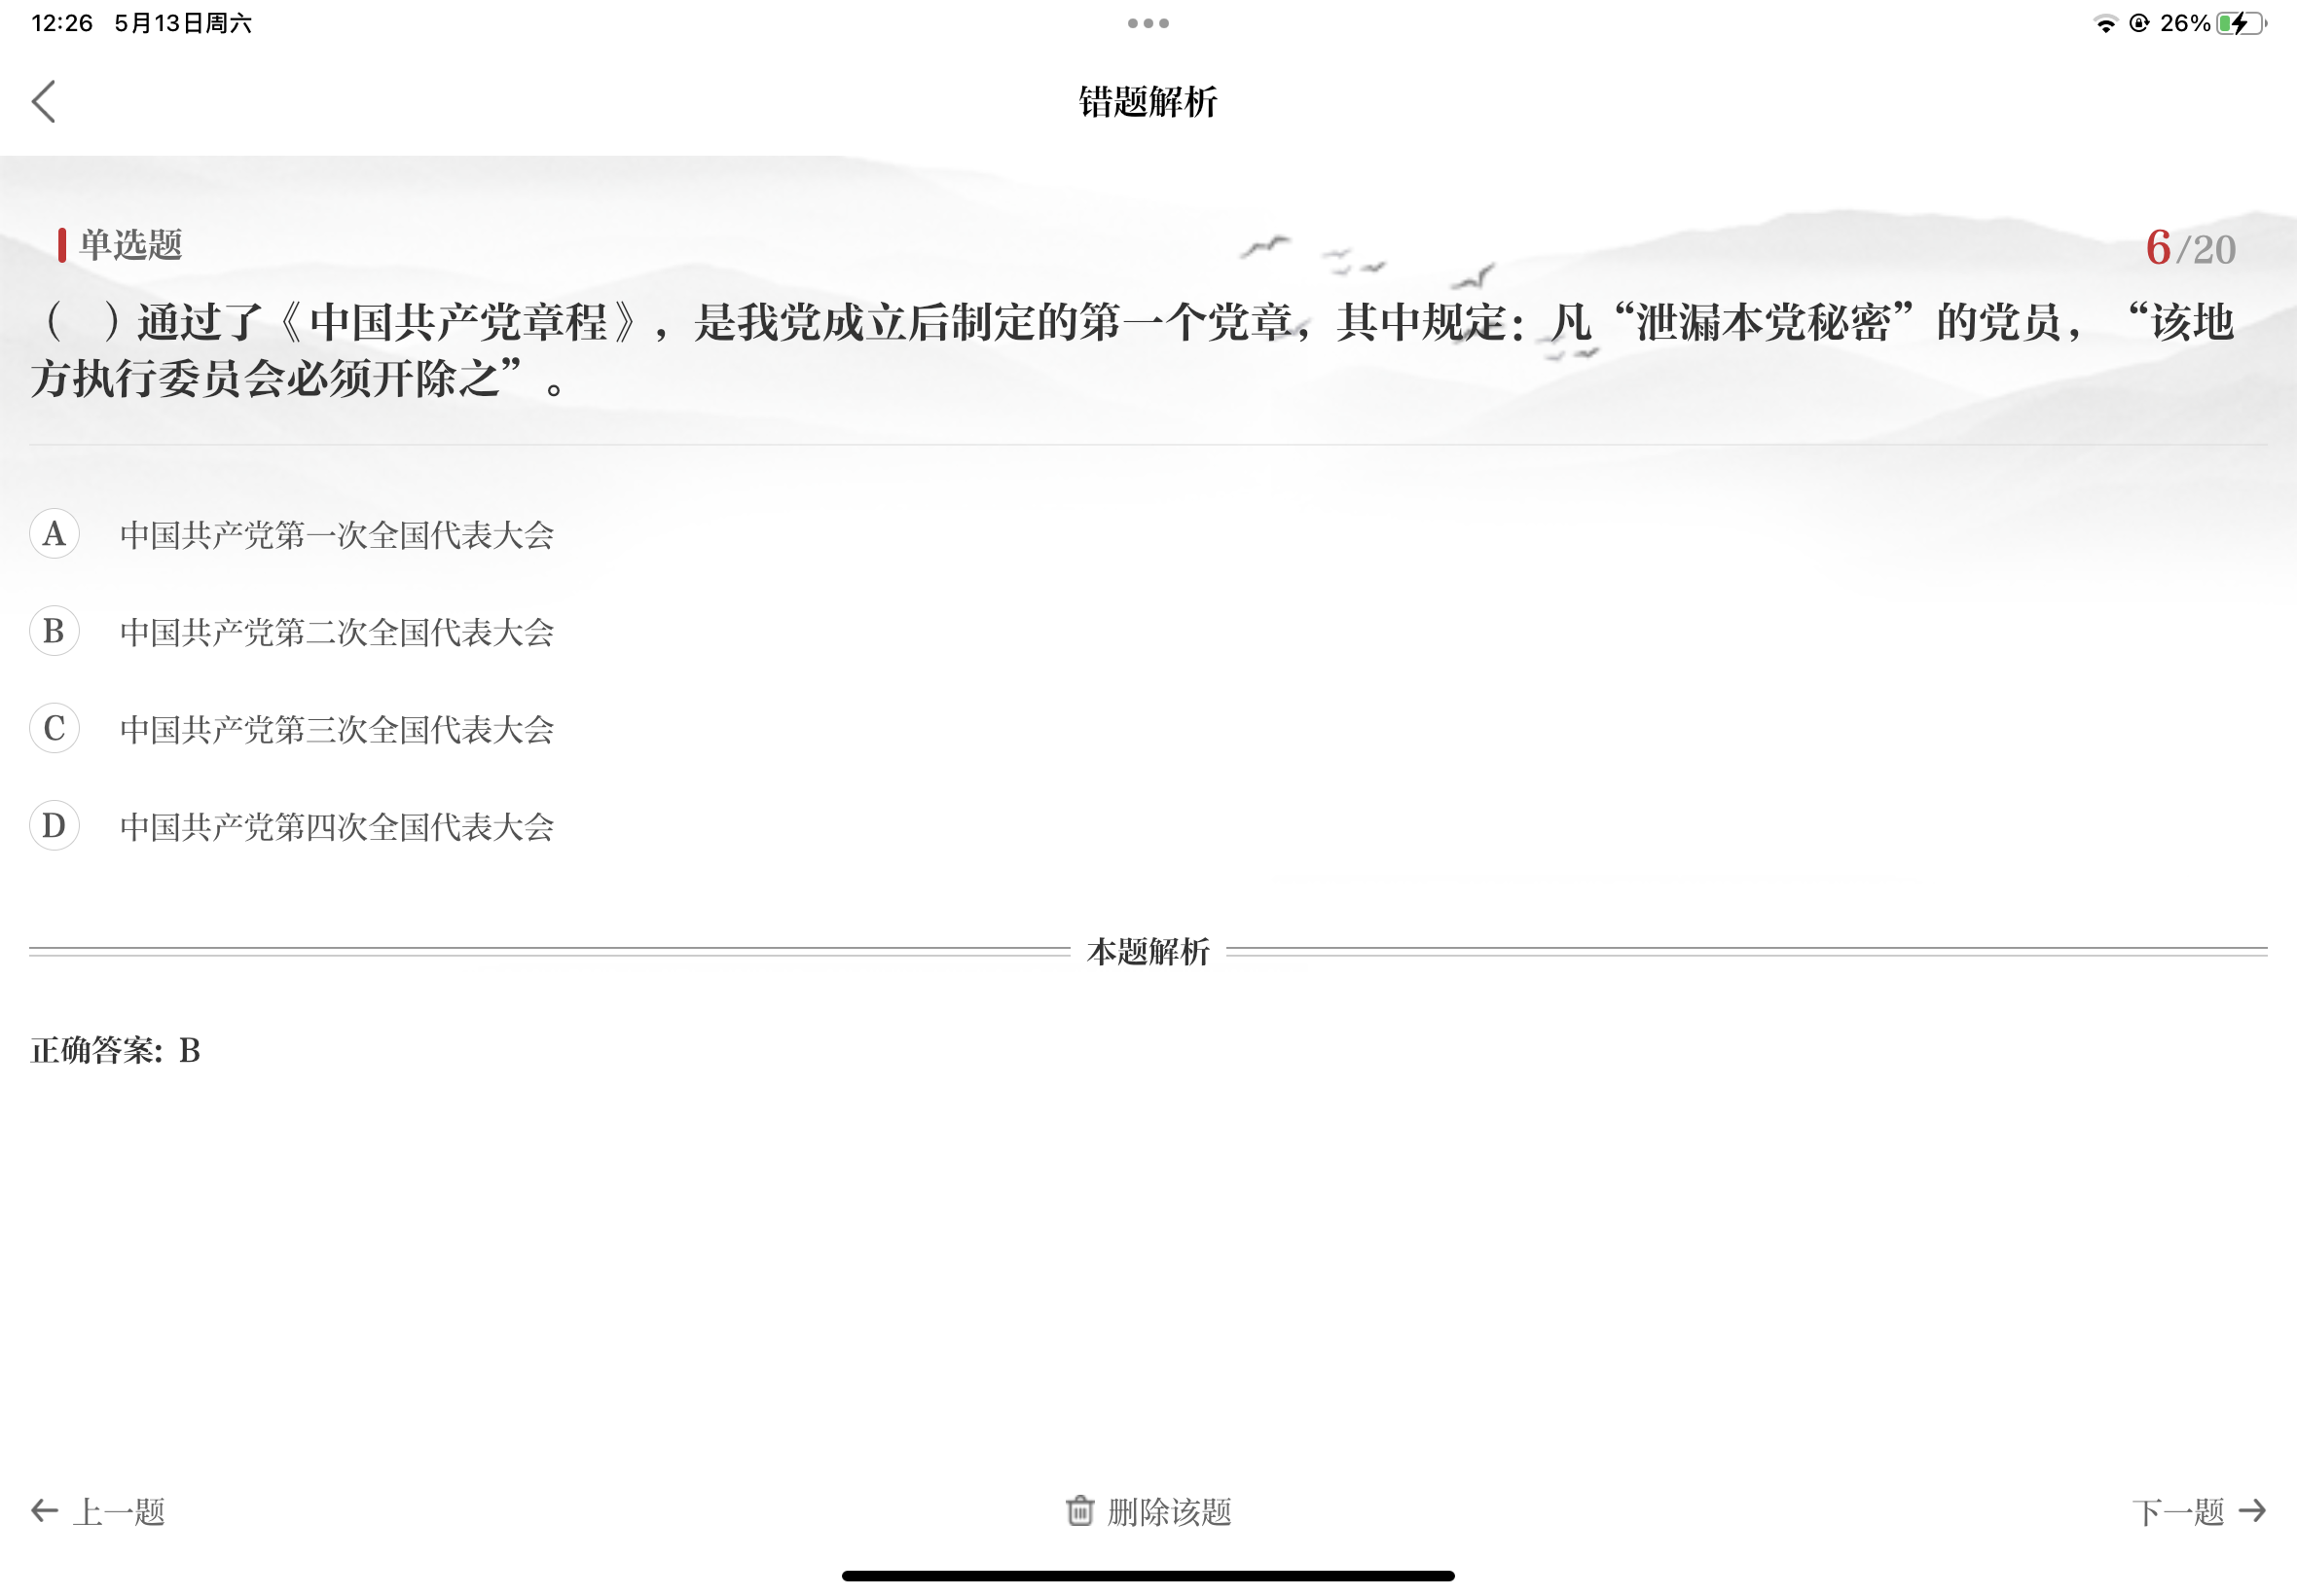 12:26 5月13日周六
26%
错题解析
单选题
6/20
（ ）通过了《中国共产党章程》，是我党成立后制定的第一个党章，其中规定：凡“泄漏本党秘密”的党员，“该地
方执行委员会必须开除之”。
A 中国共产党第一次全国代表大会
B 中国共产党第二次全国代表大会
C 中国共产党第三次全国代表大会
D 中国共产党第四次全国代表大会
本题解析
正确答案：B
上一题
删除该题
下一题